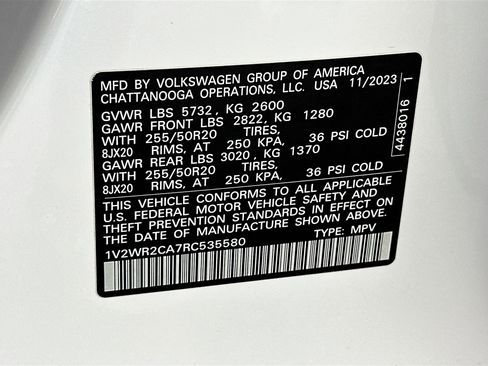 MFD BY VOLKSWAGEN GROUP OF AMERICA
CHATTANOOGA OPERATIONS, LLC. USA 11/2023
GVWR LBS 5732, KG 2600
GAWR FRONT LBS 2822, KG 1280
WITH 255/50R20 TIRES,
8JX20 RIMS, AT 250 KPA, 36 PSI COLD
GAWR REAR LBS 3020, KG 1370
WITH 255/50R20 TIRES,
8JX20 RIMS, AT 250 KPA, 36 PSI COLD
THIS VEHICLE CONFORMS TO ALL APPLICABLE
U.S. FEDERAL MOTOR VEHICLE SAFETY AND
THEFT PREVENTION STANDARDS IN EFFECT ON
THE DATE OF MANUFACTURE SHOWN ABOVE.
1V2WR2CA7RC535580 TYPE: MPV
4438016 1